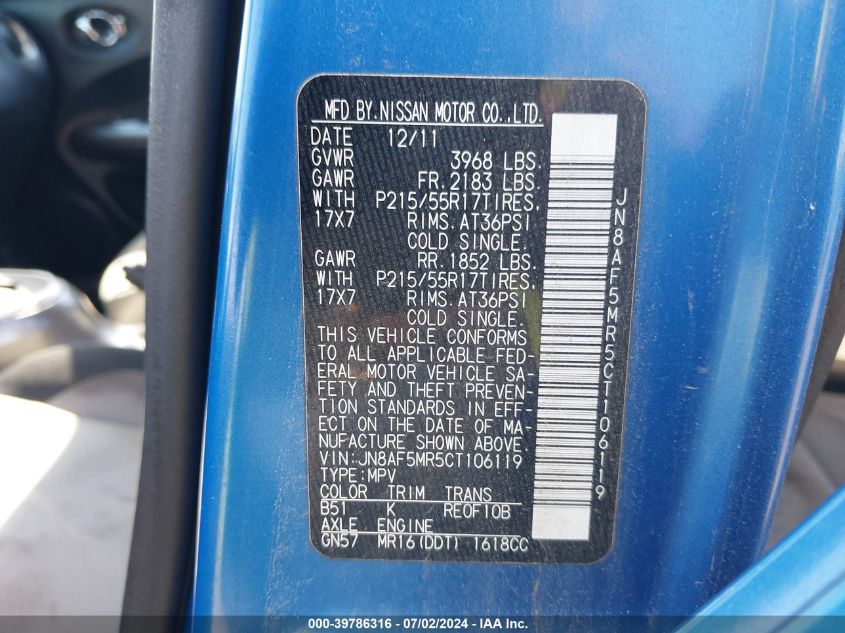 MFD BY.NISSAN MOTOR CO.,LTD.
DATE 12/11
GVWR 3968 LBS.
GAWR FR.2183 LBS.
WITH P215/55R17TIRES,
17X7 RIMS.AT36PSI
COLD SINGLE.
GAWR RR.1852 LBS.
WITH P215/55R17TIRES,
17X7 RIMS.AT36PSI
COLD SINGLE.
THIS VEHICLE CONFORMS
TO ALL APPLICABLE FED-
ERAL MOTOR VEHICLE SA-
FETY AND THEFT PREVEN-
TION STANDARDS IN EFF-
ECT ON THE DATE OF MA-
NUFACTURE SHOWN ABOVE.
VIN:JN8AF5MR5CT106119
TYPE:MPV
COLOR TRIM TRANS
B51 K REOF10B
AXLE ENGINE
GN57 MR16(DDT) 1618CC
JN8AF5MR5CT106119
000-39786316 - 07/02/2024 - IAA Inc.